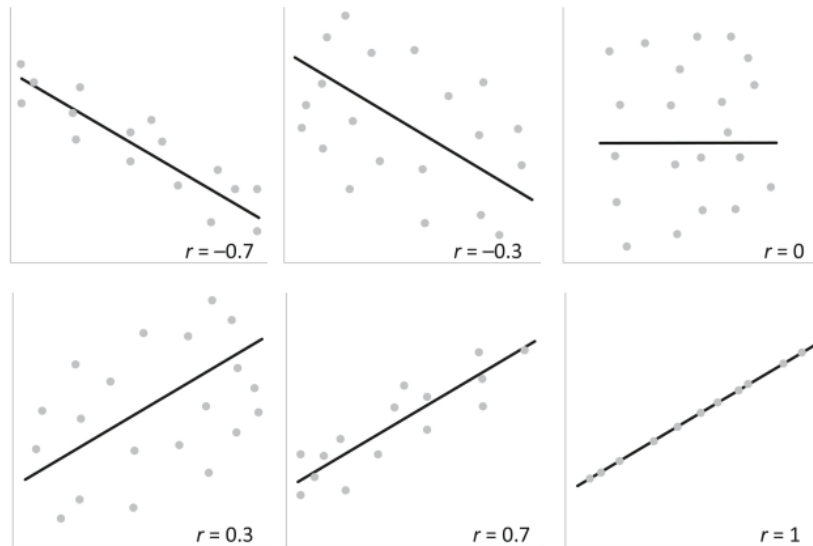 r = –0.7
r = –0.3
r = 0
r = 0.3
r = 0.7
r = 1